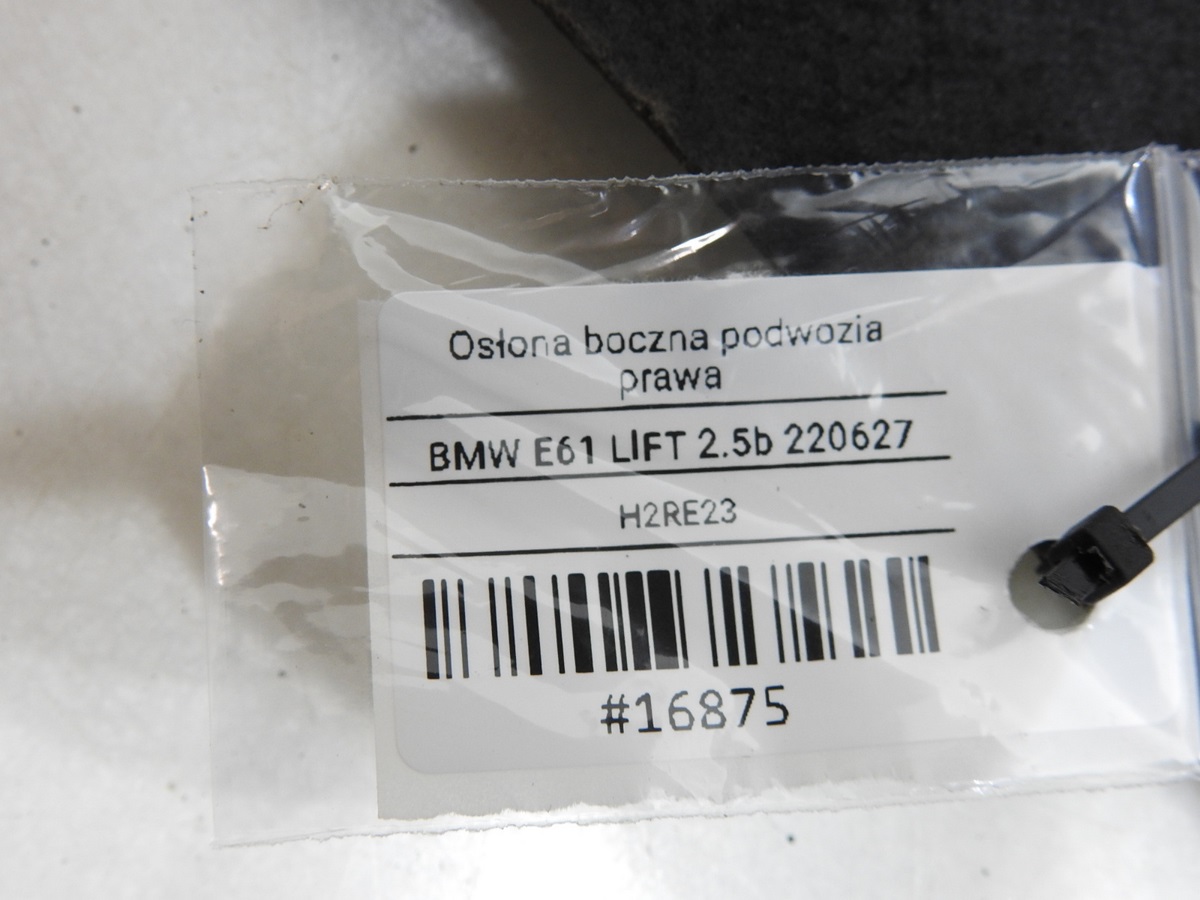 Osłona boczna podwozia
prawa
BMW E61 LIFT 2.5b 220627
H2RE23
#16875